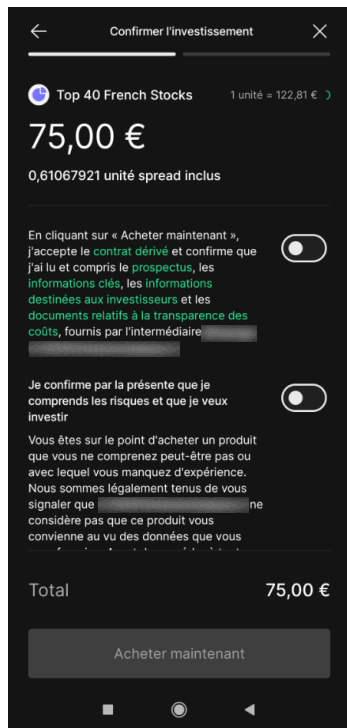 Confirmer l'investissement
Top 40 French Stocks
1 unité = 122,81 €
75,00 €
0,61067921 unité spread inclus
En cliquant sur « Acheter maintenant »,
j'accepte le contrat dérivé et confirme que
j'ai lu et compris le prospectus, les
informations clés, les informations
destinées aux investisseurs et les
documents relatifs à la transparence des
coûts, fournis par l'intermédiaire
Je confirme par la présente que je
comprends les risques et que je veux
investir
Vous êtes sur le point d'acheter un produit
que vous ne comprenez peut-être pas ou
avec lequel vous manquez d'expérience.
Nous sommes légalement tenus de vous
signaler que ne
considère pas que ce produit vous
convienne au vu des données que vous
Total
75,00 €
Acheter maintenant